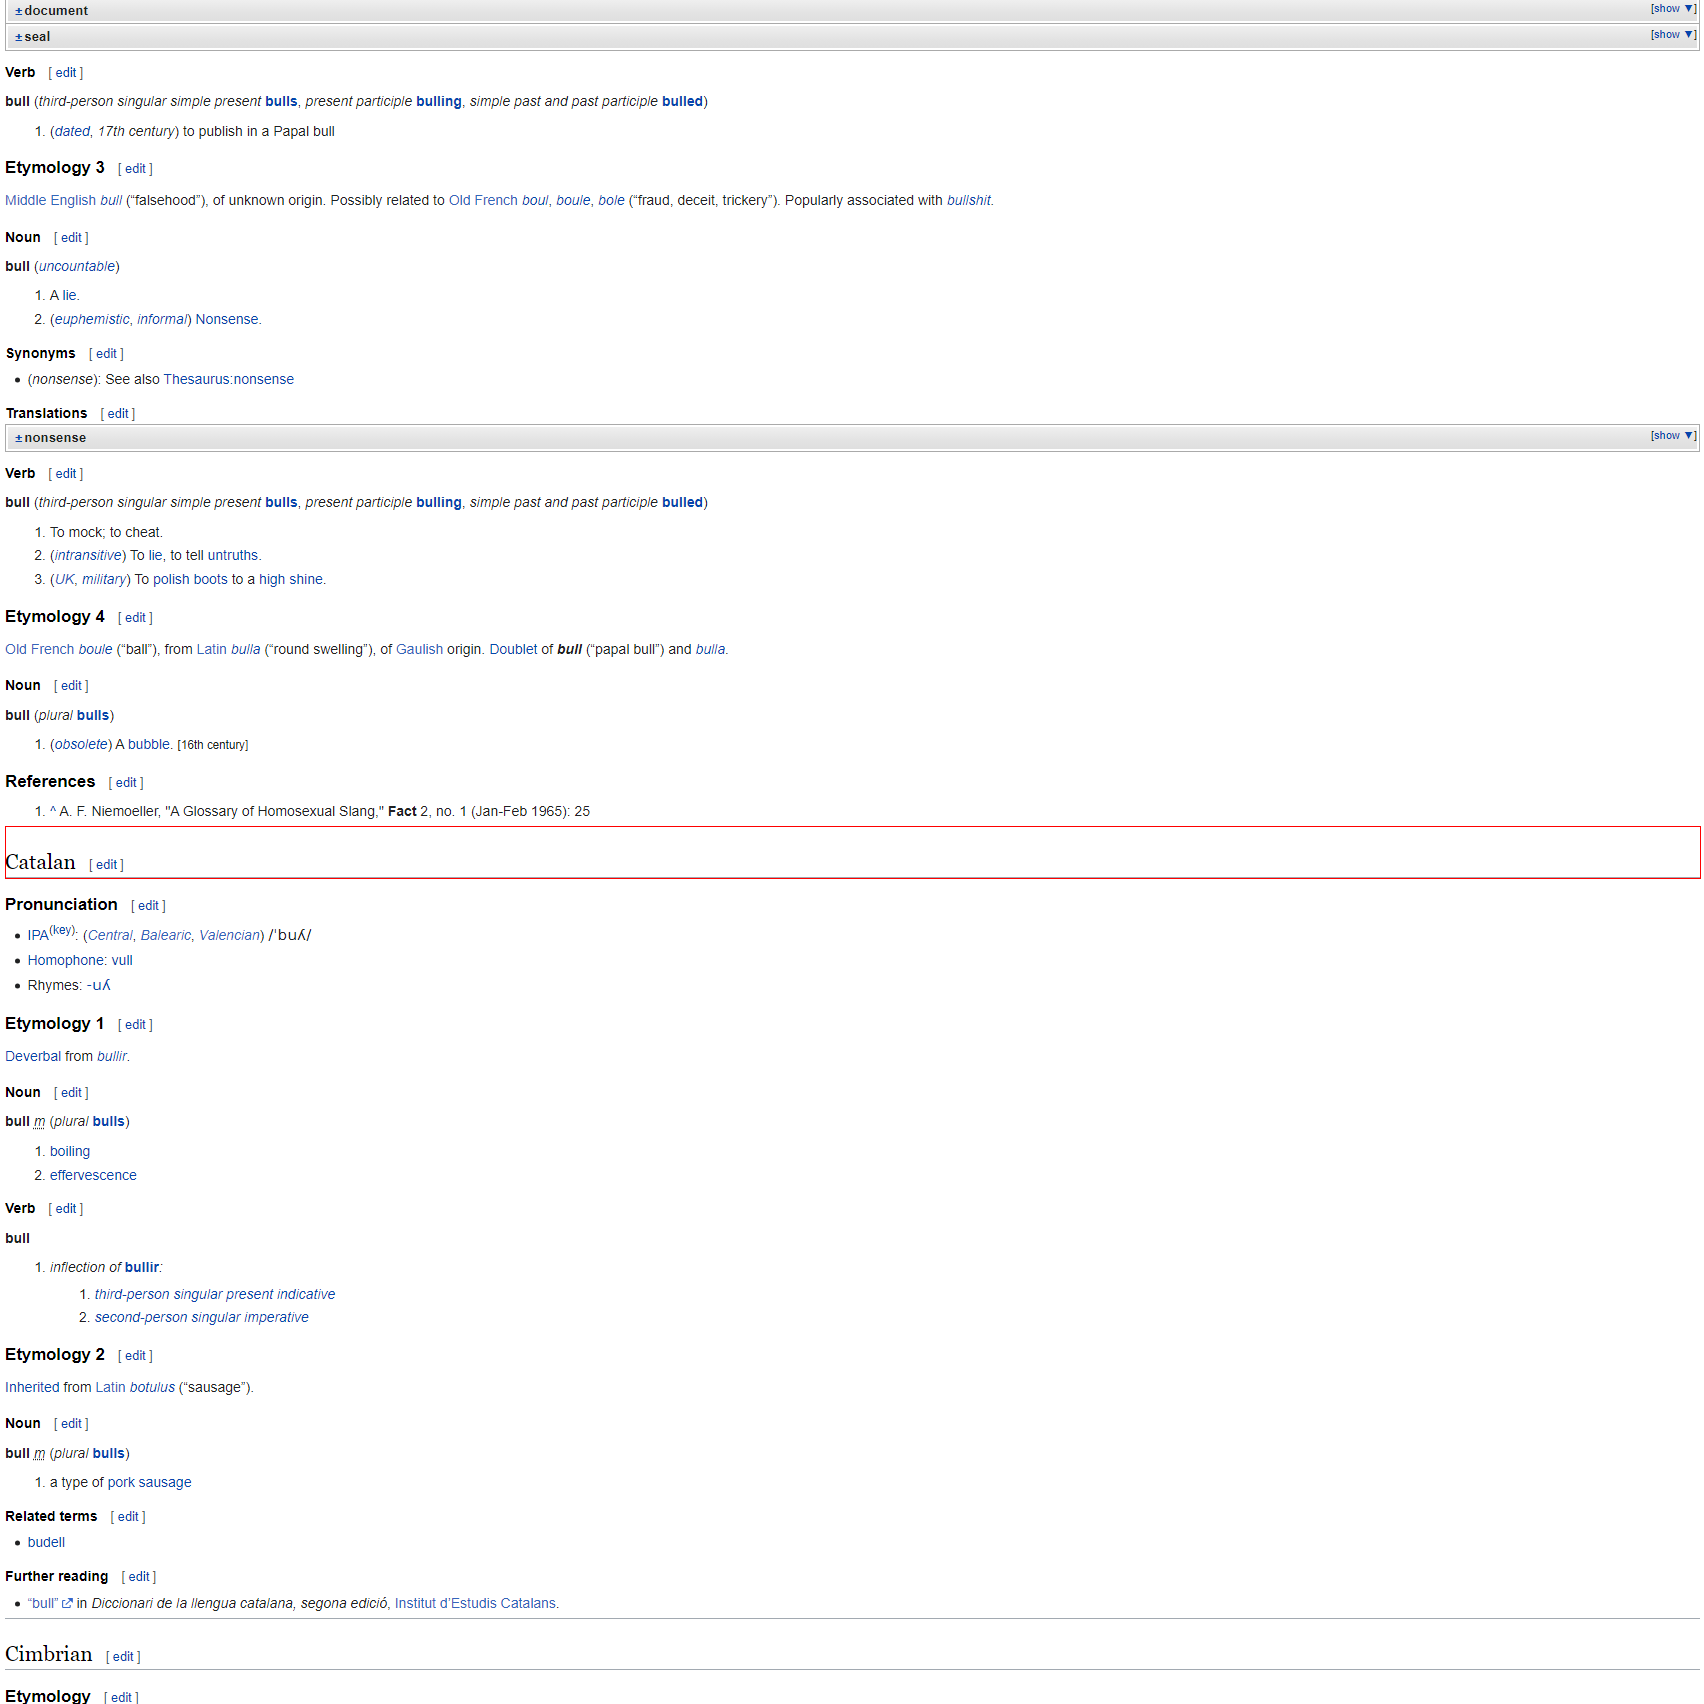 ±document [show ▼]
±seal [show ▼]
Verb [ edit ]
bull (third-person singular simple present bulls, present participle bulling, simple past and past participle bulled)
1. (dated, 17th century) to publish in a Papal bull
Etymology 3 [ edit ]
Middle English bull (“falsehood”), of unknown origin. Possibly related to Old French boul, boule, bole (“fraud, deceit, trickery”). Popularly associated with bullshit.
Noun [ edit ]
bull (uncountable)
1. A lie.
2. (euphemistic, informal) Nonsense.
Synonyms [ edit ]
• (nonsense): See also Thesaurus:nonsense
Translations [ edit ]
±nonsense [show ▼]
Verb [ edit ]
bull (third-person singular simple present bulls, present participle bulling, simple past and past participle bulled)
1. To mock; to cheat.
2. (intransitive) To lie, to tell untruths.
3. (UK, military) To polish boots to a high shine.
Etymology 4 [ edit ]
Old French boule (“ball”), from Latin bulla (“round swelling”), of Gaulish origin. Doublet of bull (“papal bull”) and bulla.
Noun [ edit ]
bull (plural bulls)
1. (obsolete) A bubble. [16th century]
References [ edit ]
1. ^ A. F. Niemoeller, "A Glossary of Homosexual Slang," Fact 2, no. 1 (Jan-Feb 1965): 25
Catalan [ edit ]
Pronunciation [ edit ]
• IPA(key): (Central, Balearic, Valencian) /ˈbuʎ/
• Homophone: vull
• Rhymes: -uʎ
Etymology 1 [ edit ]
Deverbal from bullir.
Noun [ edit ]
bull m (plural bulls)
1. boiling
2. effervescence
Verb [ edit ]
bull
1. inflection of bullir:
1. third-person singular present indicative
2. second-person singular imperative
Etymology 2 [ edit ]
Inherited from Latin botulus (“sausage”).
Noun [ edit ]
bull m (plural bulls)
1. a type of pork sausage
Related terms [ edit ]
• budell
Further reading [ edit ]
• “bull” in Diccionari de la llengua catalana, segona edició, Institut d’Estudis Catalans.
Cimbrian [ edit ]
Etymology [ edit ]